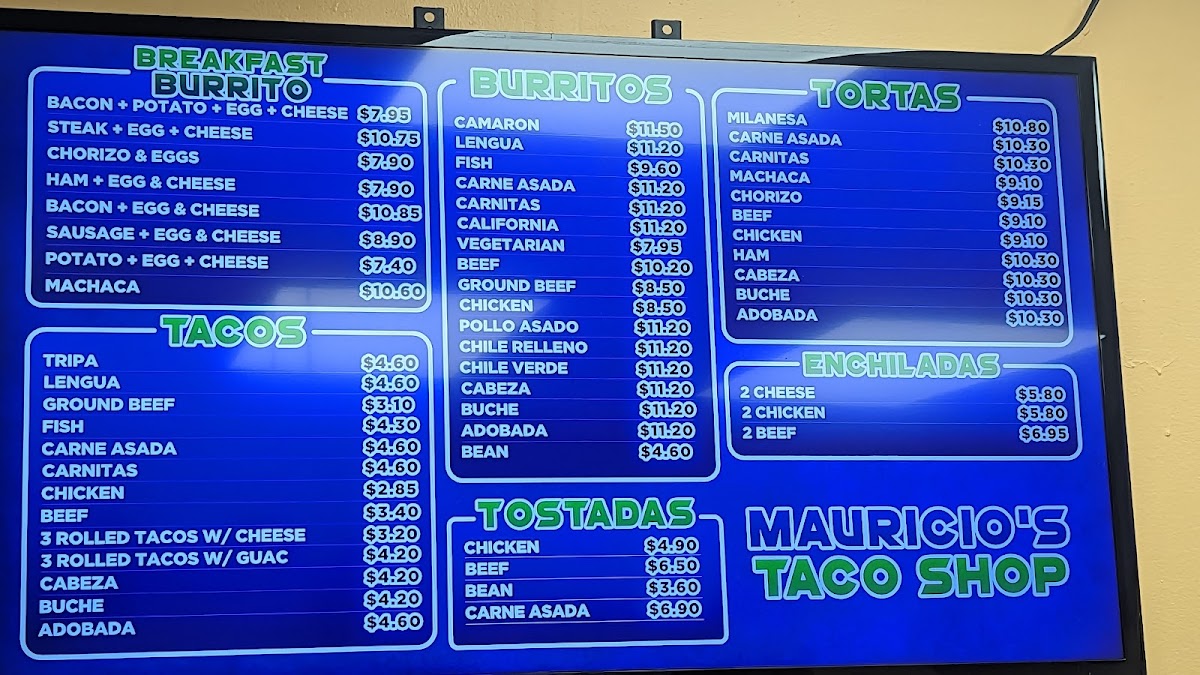 BREAKFAST
BURRITO
BACON + POTATO + EGG + CHEESE $7.95
STEAK + EGG + CHEESE $10.75
CHORIZO & EGGS $7.90
HAM + EGG & CHEESE $7.90
BACON + EGG & CHEESE $10.85
SAUSAGE + EGG & CHEESE $8.90
POTATO + EGG + CHEESE $7.40
MACHACA $10.60
TACOS
TRIPA $4.60
LENGUA $4.60
GROUND BEEF $3.10
FISH $4.30
CARNE ASADA $4.60
CARNITAS $4.60
CHICKEN $2.85
BEEF $3.40
3 ROLLED TACOS W/ CHEESE $3.20
3 ROLLED TACOS W/ GUAC $4.20
CABEZA $4.20
BUCHE $4.20
ADOBADA $4.60
BURRITOS
CAMARON $11.50
LENGUA $11.20
FISH $9.60
CARNE ASADA $11.20
CARNITAS $11.20
CALIFORNIA $11.20
VEGETARIAN $7.95
BEEF $10.20
GROUND BEEF $8.50
CHICKEN $8.50
POLLO ASADO $11.20
CHILE RELLENO $11.20
CHILE VERDE $11.20
CABEZA $11.20
BUCHE $11.20
ADOBADA $11.20
BEAN $4.60
TOSTADAS
CHICKEN $4.90
BEEF $6.50
BEAN $3.60
CARNE ASADA $6.90
TORTAS
MILANESA $10.80
CARNE ASADA $10.30
CARNITAS $10.30
MACHACA $9.10
CHORIZO $9.15
BEEF $9.10
CHICKEN $9.10
HAM $10.30
CABEZA $10.30
BUCHE $10.30
ADOBADA $10.30
ENCHILADAS
2 CHEESE $5.80
2 CHICKEN $5.80
2 BEEF $6.95
MAURICIO'S
TACO SHOP